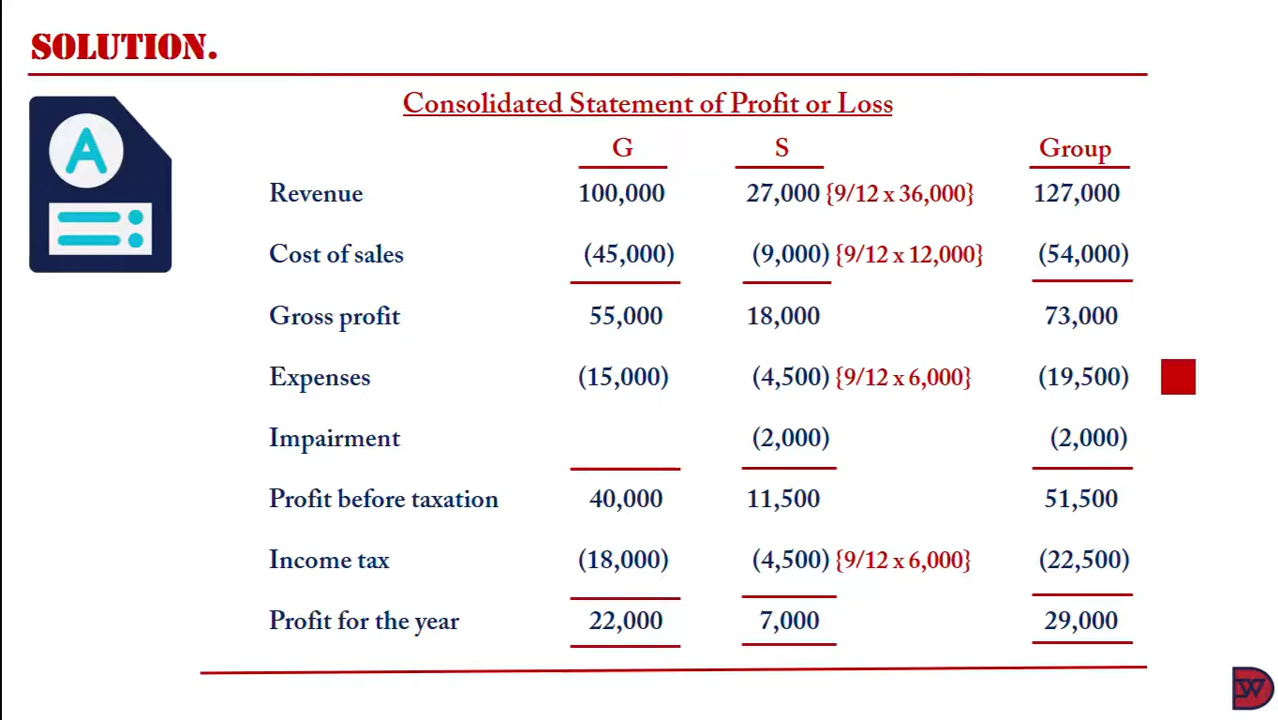 SOLUTION.
Consolidated Statement of Profit or Loss
G S Group
Revenue 100,000 27,000 {9/12 x 36,000} 127,000
Cost of sales (45,000) (9,000) {9/12 x 12,000} (54,000)
Gross profit 55,000 18,000 73,000
Expenses (15,000) (4,500) {9/12 x 6,000} (19,500)
Impairment (2,000) (2,000)
Profit before taxation 40,000 11,500 51,500
Income tax (18,000) (4,500) {9/12 x 6,000} (22,500)
Profit for the year 22,000 7,000 29,000
A
DW